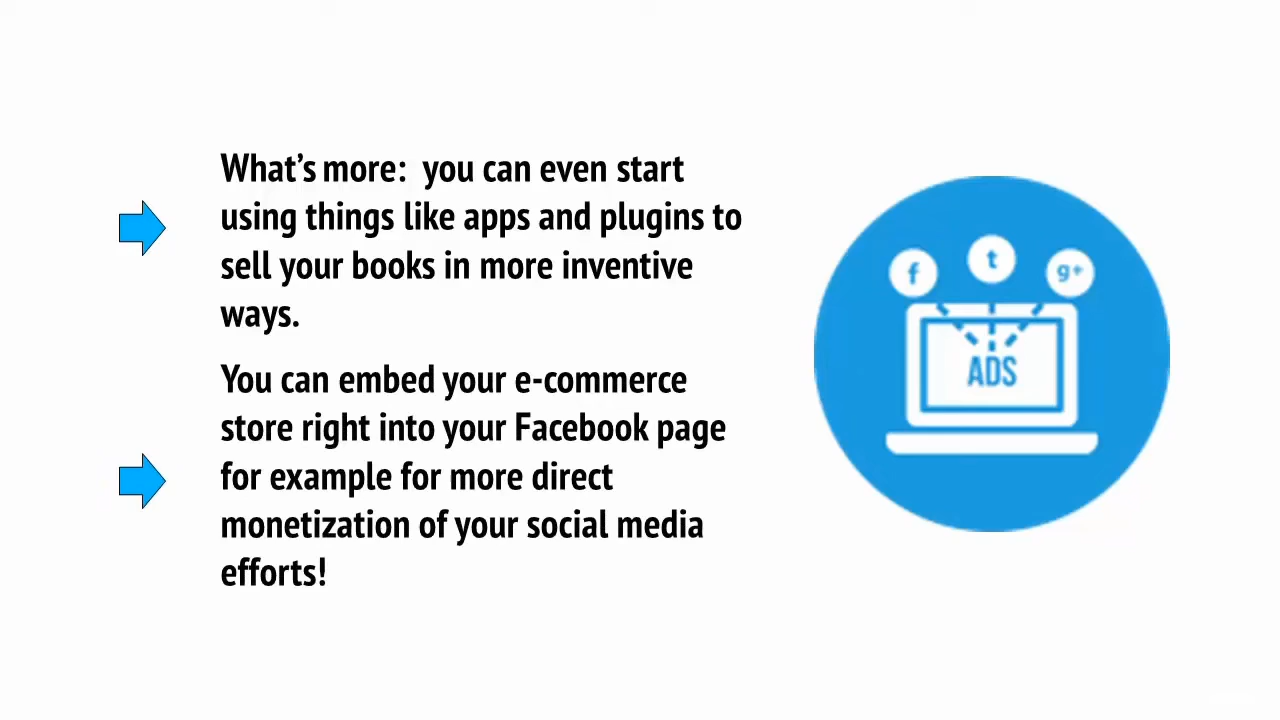 What's more:  you can even start
using things like apps and plugins to
sell your books in more inventive
ways.
You can embed your e-commerce
store right into your Facebook page
for example for more direct
monetization of your social media
efforts!
f
t
g+
ADS